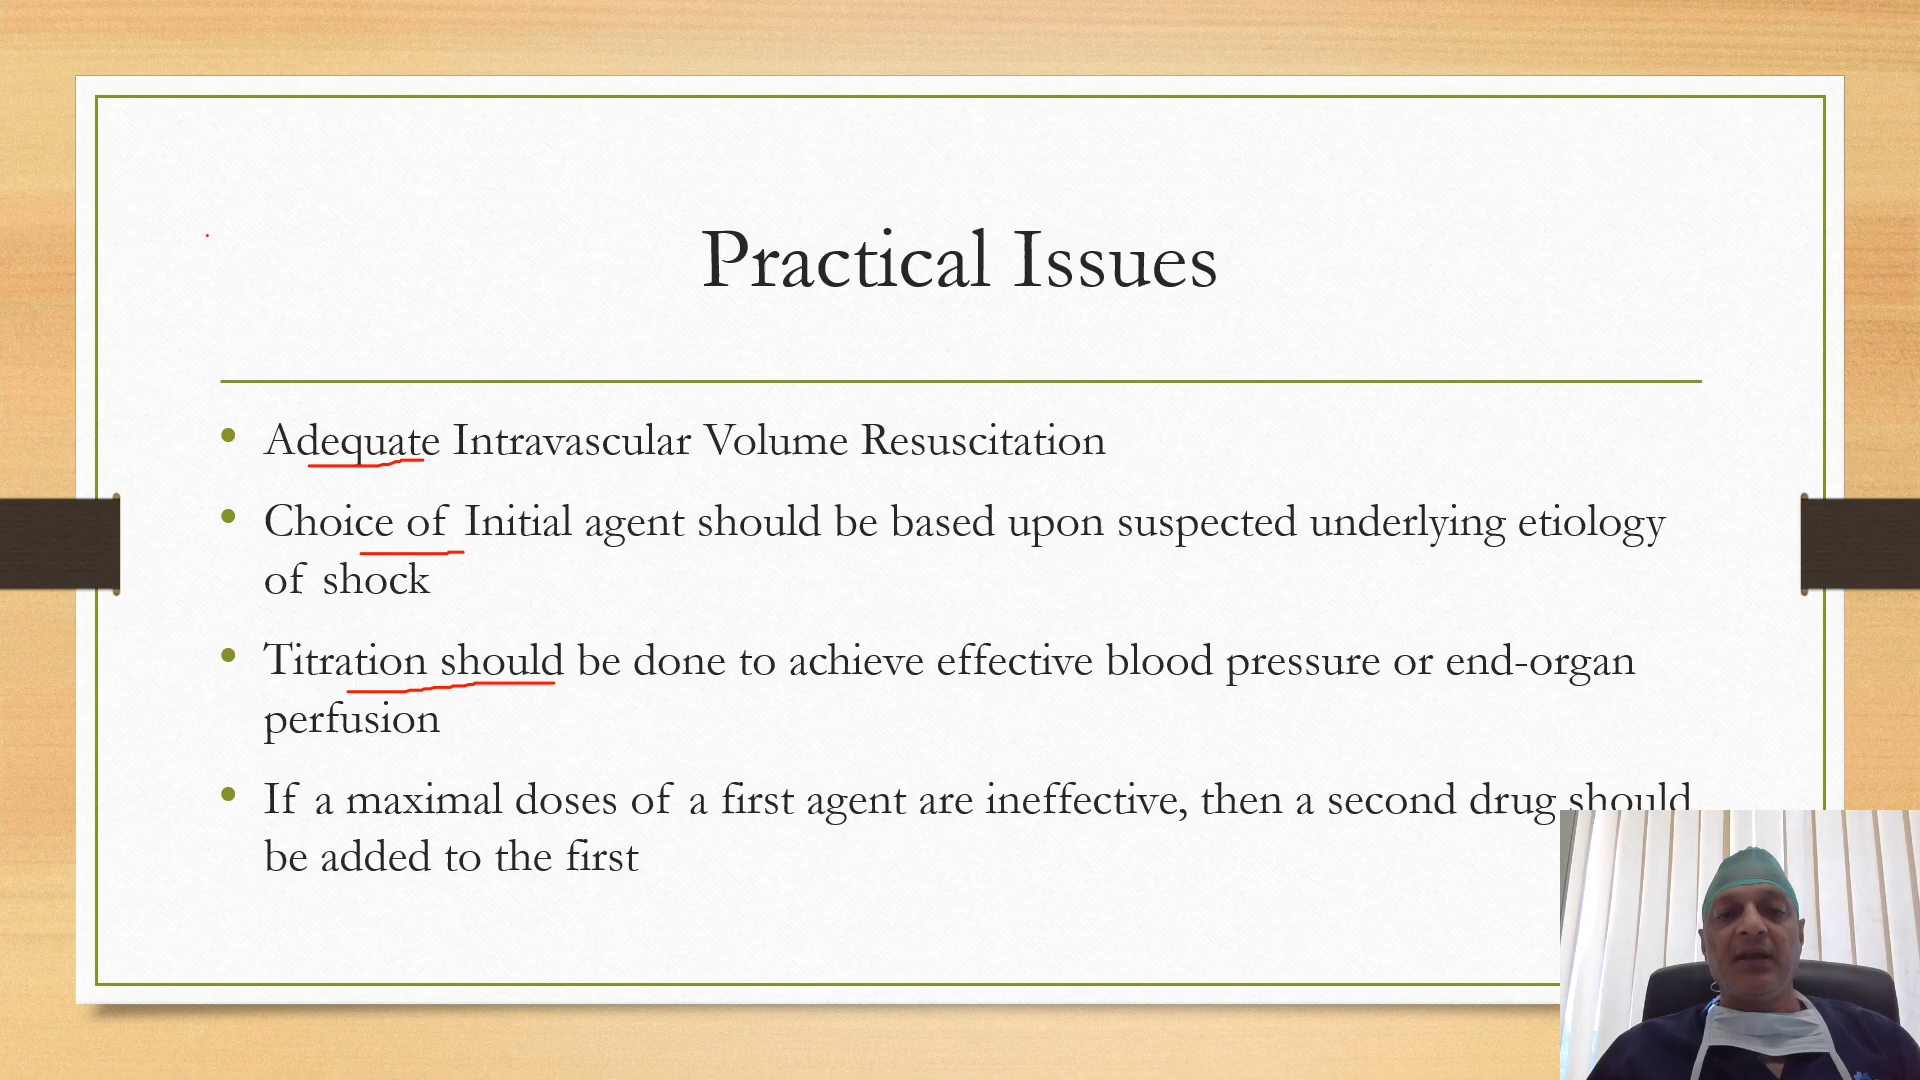 Practical Issues
• Adequate Intravascular Volume Resuscitation
• Choice of Initial agent should be based upon suspected underlying etiology
of shock
• Titration should be done to achieve effective blood pressure or end-organ
perfusion
• If a maximal doses of a first agent are ineffective, then a second drug should
be added to the first